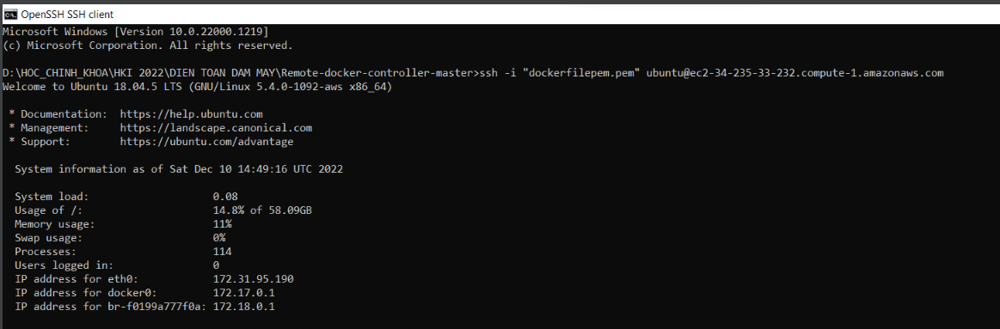 OpenSSH SSH client
Microsoft Windows [Version 10.0.22000.1219]
(c) Microsoft Corporation. All rights reserved.
D:\HOC_CHINH_KHOA\HKI 2022\DIEN TOAN DAM MAY\Remote-docker-controller-master>ssh -i "dockerfilepem.pem" ubuntu@ec2-34-235-33-232.compute-1.amazonaws.com
Welcome to Ubuntu 18.04.5 LTS (GNU/Linux 5.4.0-1092-aws x86_64)
* Documentation:  https://help.ubuntu.com
* Management:     https://landscape.canonical.com
* Support:        https://ubuntu.com/advantage
System information as of Sat Dec 10 14:49:16 UTC 2022
System load:                    0.08
Usage of /:                     14.8% of 58.09GB
Memory usage:                   11%
Swap usage:                     0%
Processes:                      114
Users logged in:                0
IP address for eth0:            172.31.95.190
IP address for docker0:         172.17.0.1
IP address for br-f0199a777f0a: 172.18.0.1